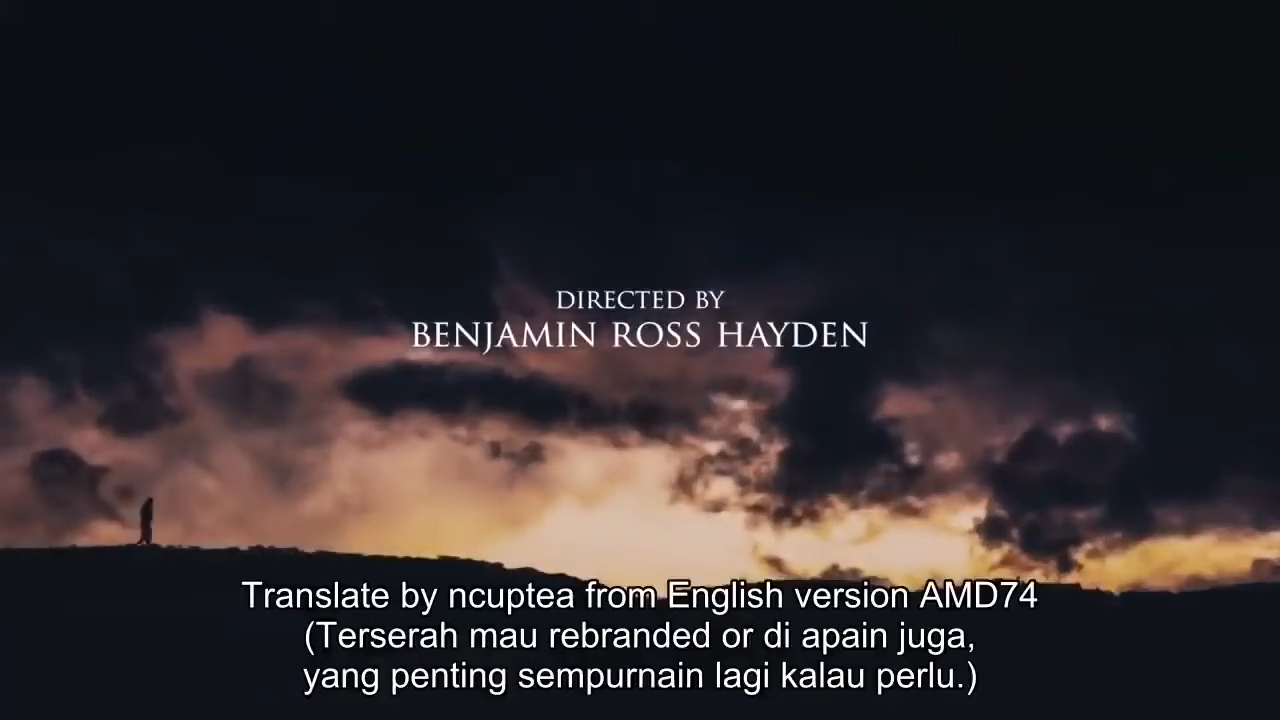 DIRECTED BY
BENJAMIN ROSS HAYDEN
Translate by ncuptea from English version AMD74
(Terserah mau rebranded or di apain juga,
yang penting sempurnain lagi kalau perlu.)